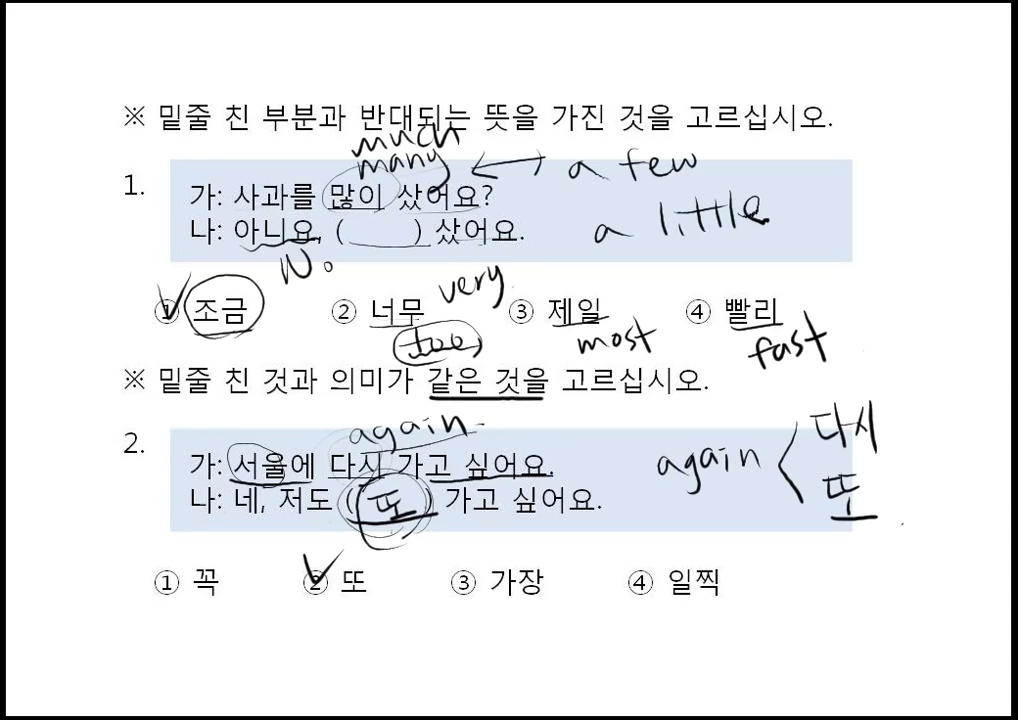 ※ 밑줄 친 부분과 반대되는 뜻을 가진 것을 고르십시오.
much
many ↔ a few
1.
가: 사과를 많이 샀어요?
나: 아니요, ( ) 샀어요.
a little
No
① 조금 ② 너무 ③ 제일 ④ 빨리
very
too
most
fast
※ 밑줄 친 것과 의미가 같은 것을 고르십시오.
again
2.
가: 서울에 다시 가고 싶어요.
나: 네, 저도 ( 또 ) 가고 싶어요.
again < 다시
또
① 꼭 ② 또 ③ 가장 ④ 일찍